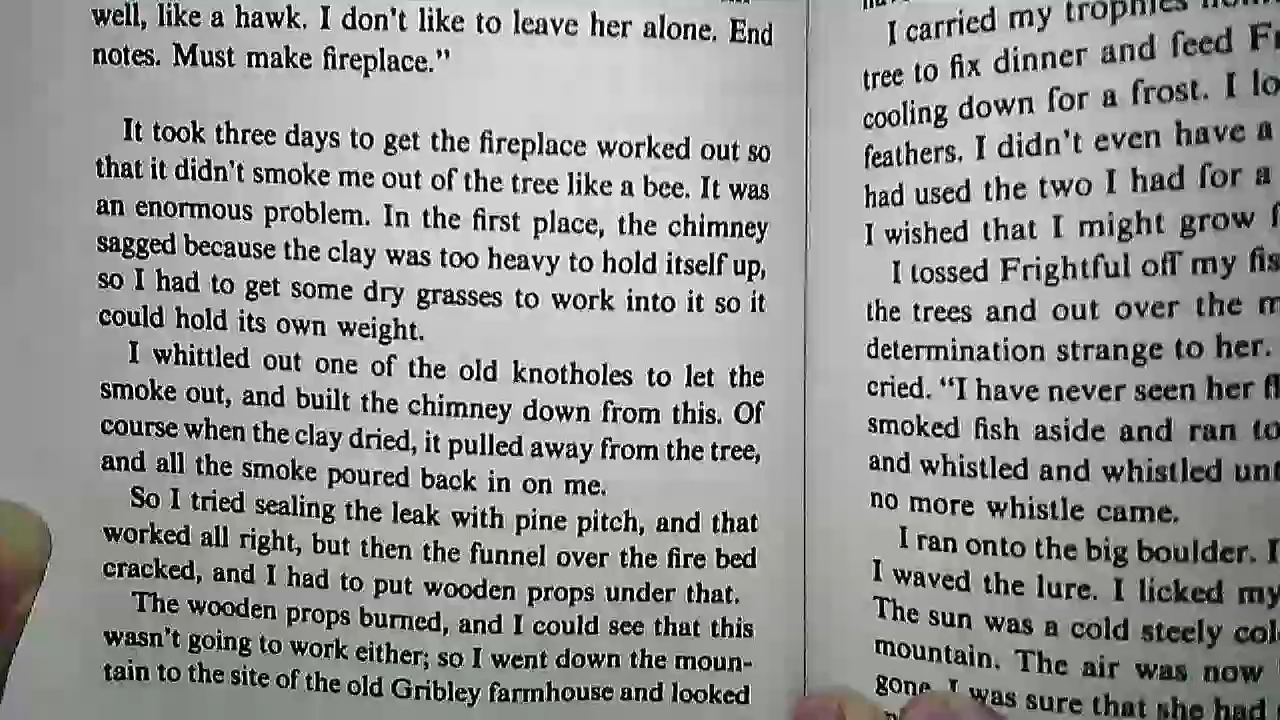 well, like a hawk. I don't like to leave her alone. End
notes. Must make fireplace."
It took three days to get the fireplace worked out so
that it didn't smoke me out of the tree like a bee. It was
an enormous problem. In the first place, the chimney
sagged because the clay was too heavy to hold itself up,
so I had to get some dry grasses to work into it so it
could hold its own weight.
I whittled out one of the old knotholes to let the
smoke out, and built the chimney down from this. Of
course when the clay dried, it pulled away from the tree,
and all the smoke poured back in on me.
So I tried sealing the leak with pine pitch, and that
worked all right, but then the funnel over the fire bed
cracked, and I had to put wooden props under that.
The wooden props burned, and I could see that this
wasn't going to work either; so I went down the moun-
tain to the site of the old Gribley farmhouse and looked
I carried my trophies
tree to fix dinner and feed
cooling down for a frost. I
feathers. I didn't even have a
had used the two I had for a
I wished that I might grow
I tossed Frightful off my
the trees and out over the
determination strange to her.
cried. "I have never seen her
smoked fish aside and ran to
and whistled and whistled
no more whistle came.
I ran onto the big boulder.
I waved the lure. I licked my
The sun was a cold steely
mountain. The air was now
gone. I was sure that she had